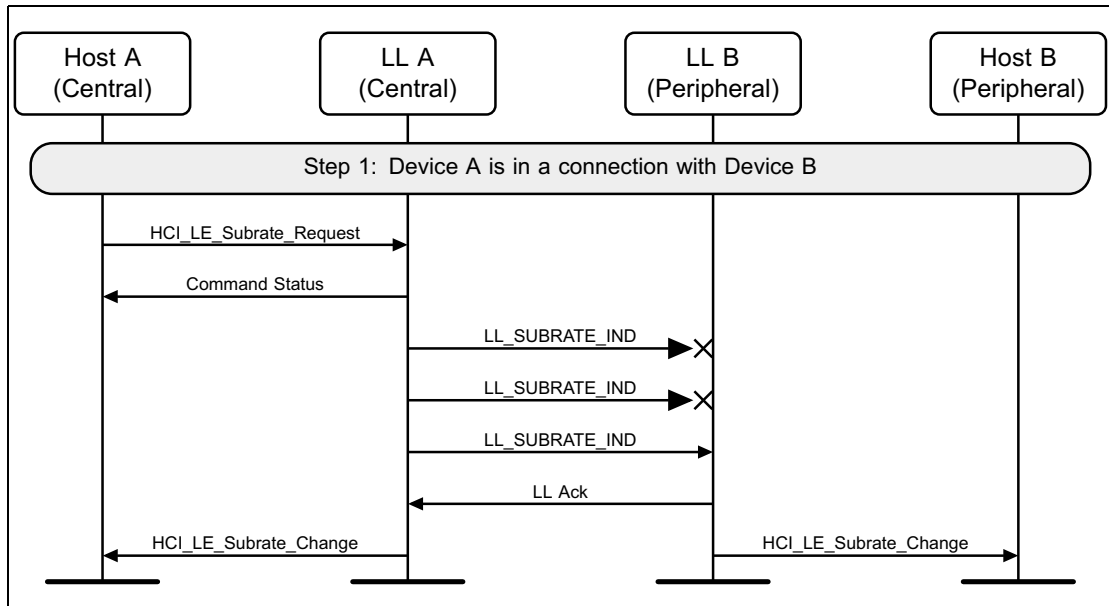 Host A
(Central)
LL A
(Central)
LL B
(Peripheral)
Host B
(Peripheral)
Step 1: Device A is in a connection with Device B
HCI_LE_Subrate_Request
Command Status
LL_SUBRATE_IND
LL_SUBRATE_IND
LL_SUBRATE_IND
LL Ack
HCI_LE_Subrate_Change
HCI_LE_Subrate_Change